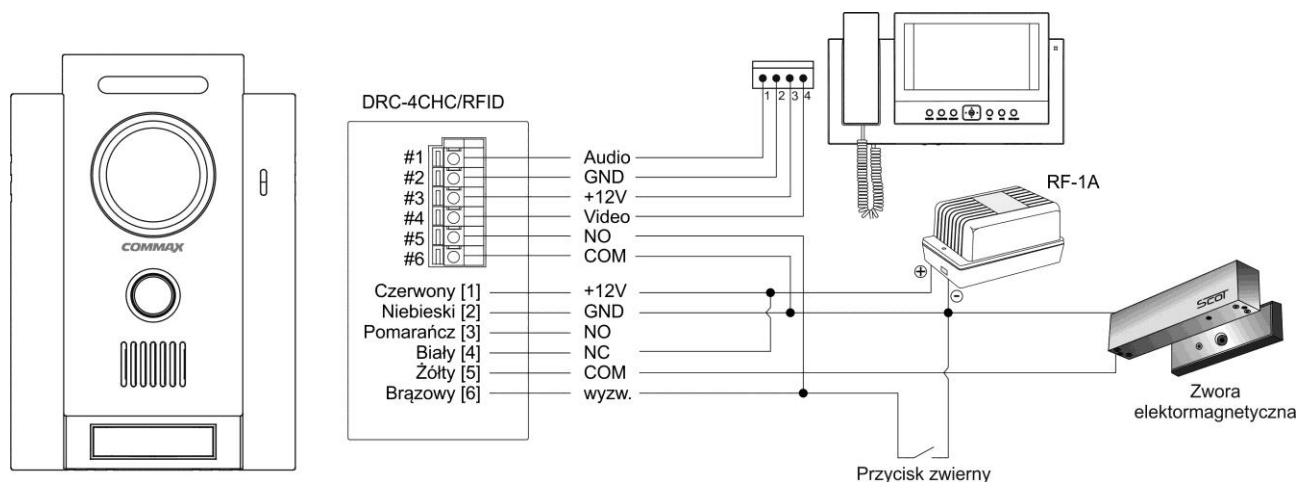 COMMAX
DRC-4CHC/RFID
#1 Audio
#2 GND
#3 +12V
#4 Video
#5 NO
#6 COM
Czerwony [1] +12V
Niebieski [2] GND
Pomarańcz [3] NO
Biały [4] NC
Żółty [5] COM
Brązowy [6] wyzw.
1 2 3 4
RF-1A
+
-
SCOT
Zwora
elektormagnetyczna
Przycisk zwierny